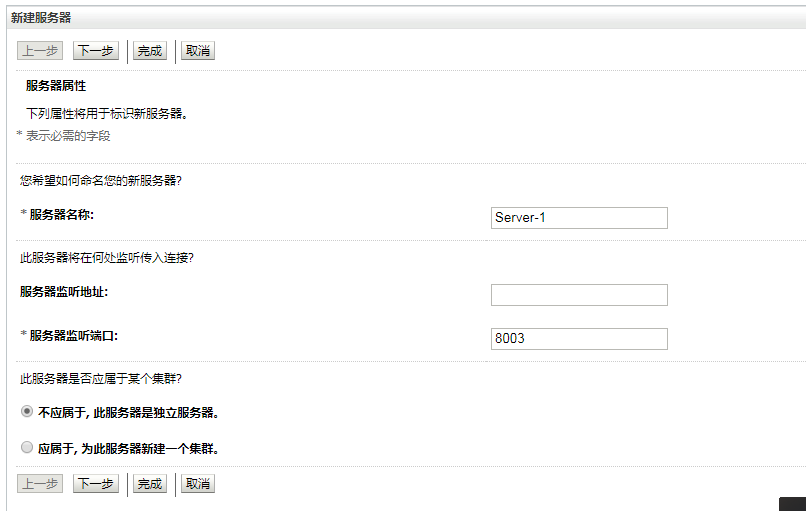 新建服务器
上一步 下一步 完成 取消
服务器属性
下列属性将用于标识新服务器。
* 表示必需的字段
您希望如何命名您的新服务器?
* 服务器名称: Server-1
此服务器将在何处监听传入连接?
服务器监听地址:
* 服务器监听端口: 8003
此服务器是否应属于某个集群?
不应属于, 此服务器是独立服务器。
应属于, 为此服务器新建一个集群。
上一步 下一步 完成 取消